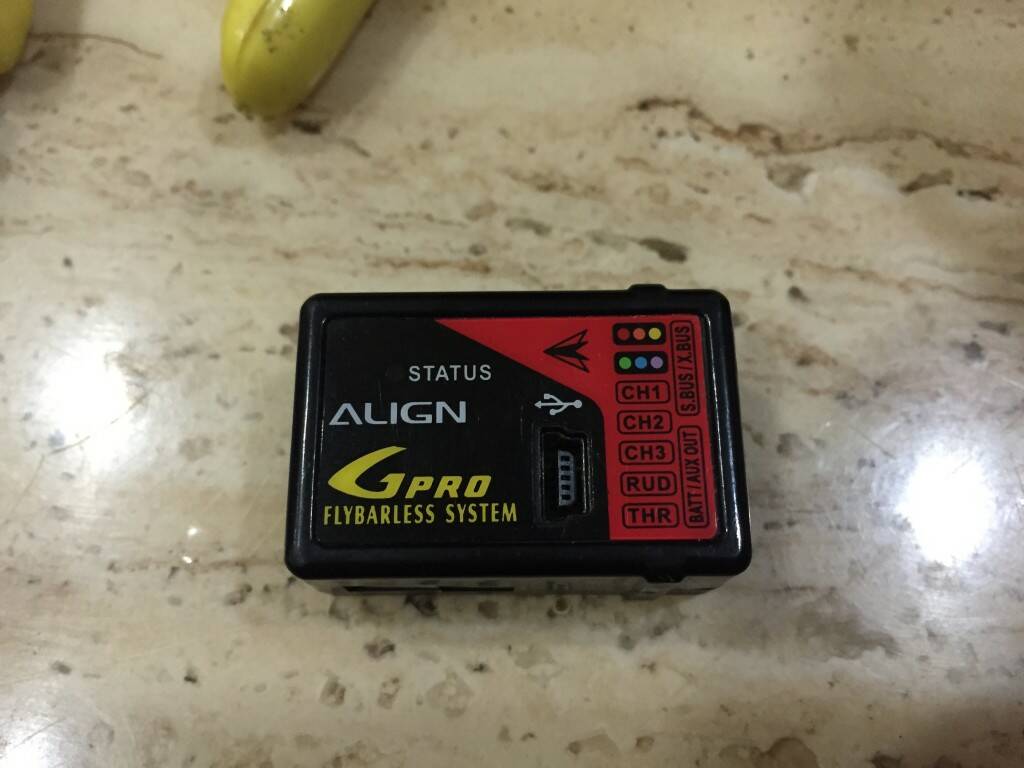 STATUS
ALIGN
GPRO
FLYBARLESS SYSTEM
CH1
CH2
CH3
RUD
THR
S.BUS / X.BUS
BATT / AUX OUT